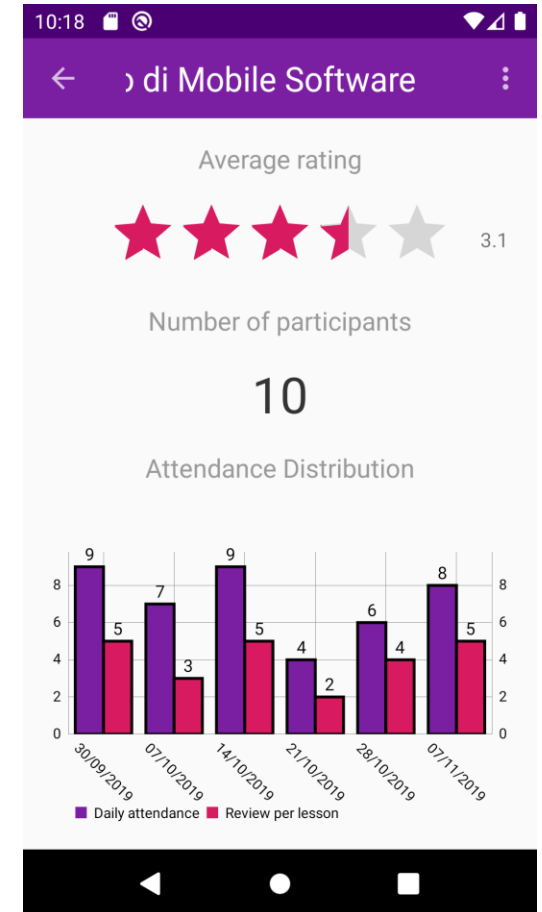 10:18
o di Mobile Software
Average rating
3.1
Number of participants
10
Attendance Distribution
9 9
8 8 8
7
6 6 6
5 5 5
4 4 4 4
3
2 2 2
0 0
30/09/2019 07/10/2019 14/10/2019 21/10/2019 28/10/2019 07/11/2019
Daily attendance Review per lesson